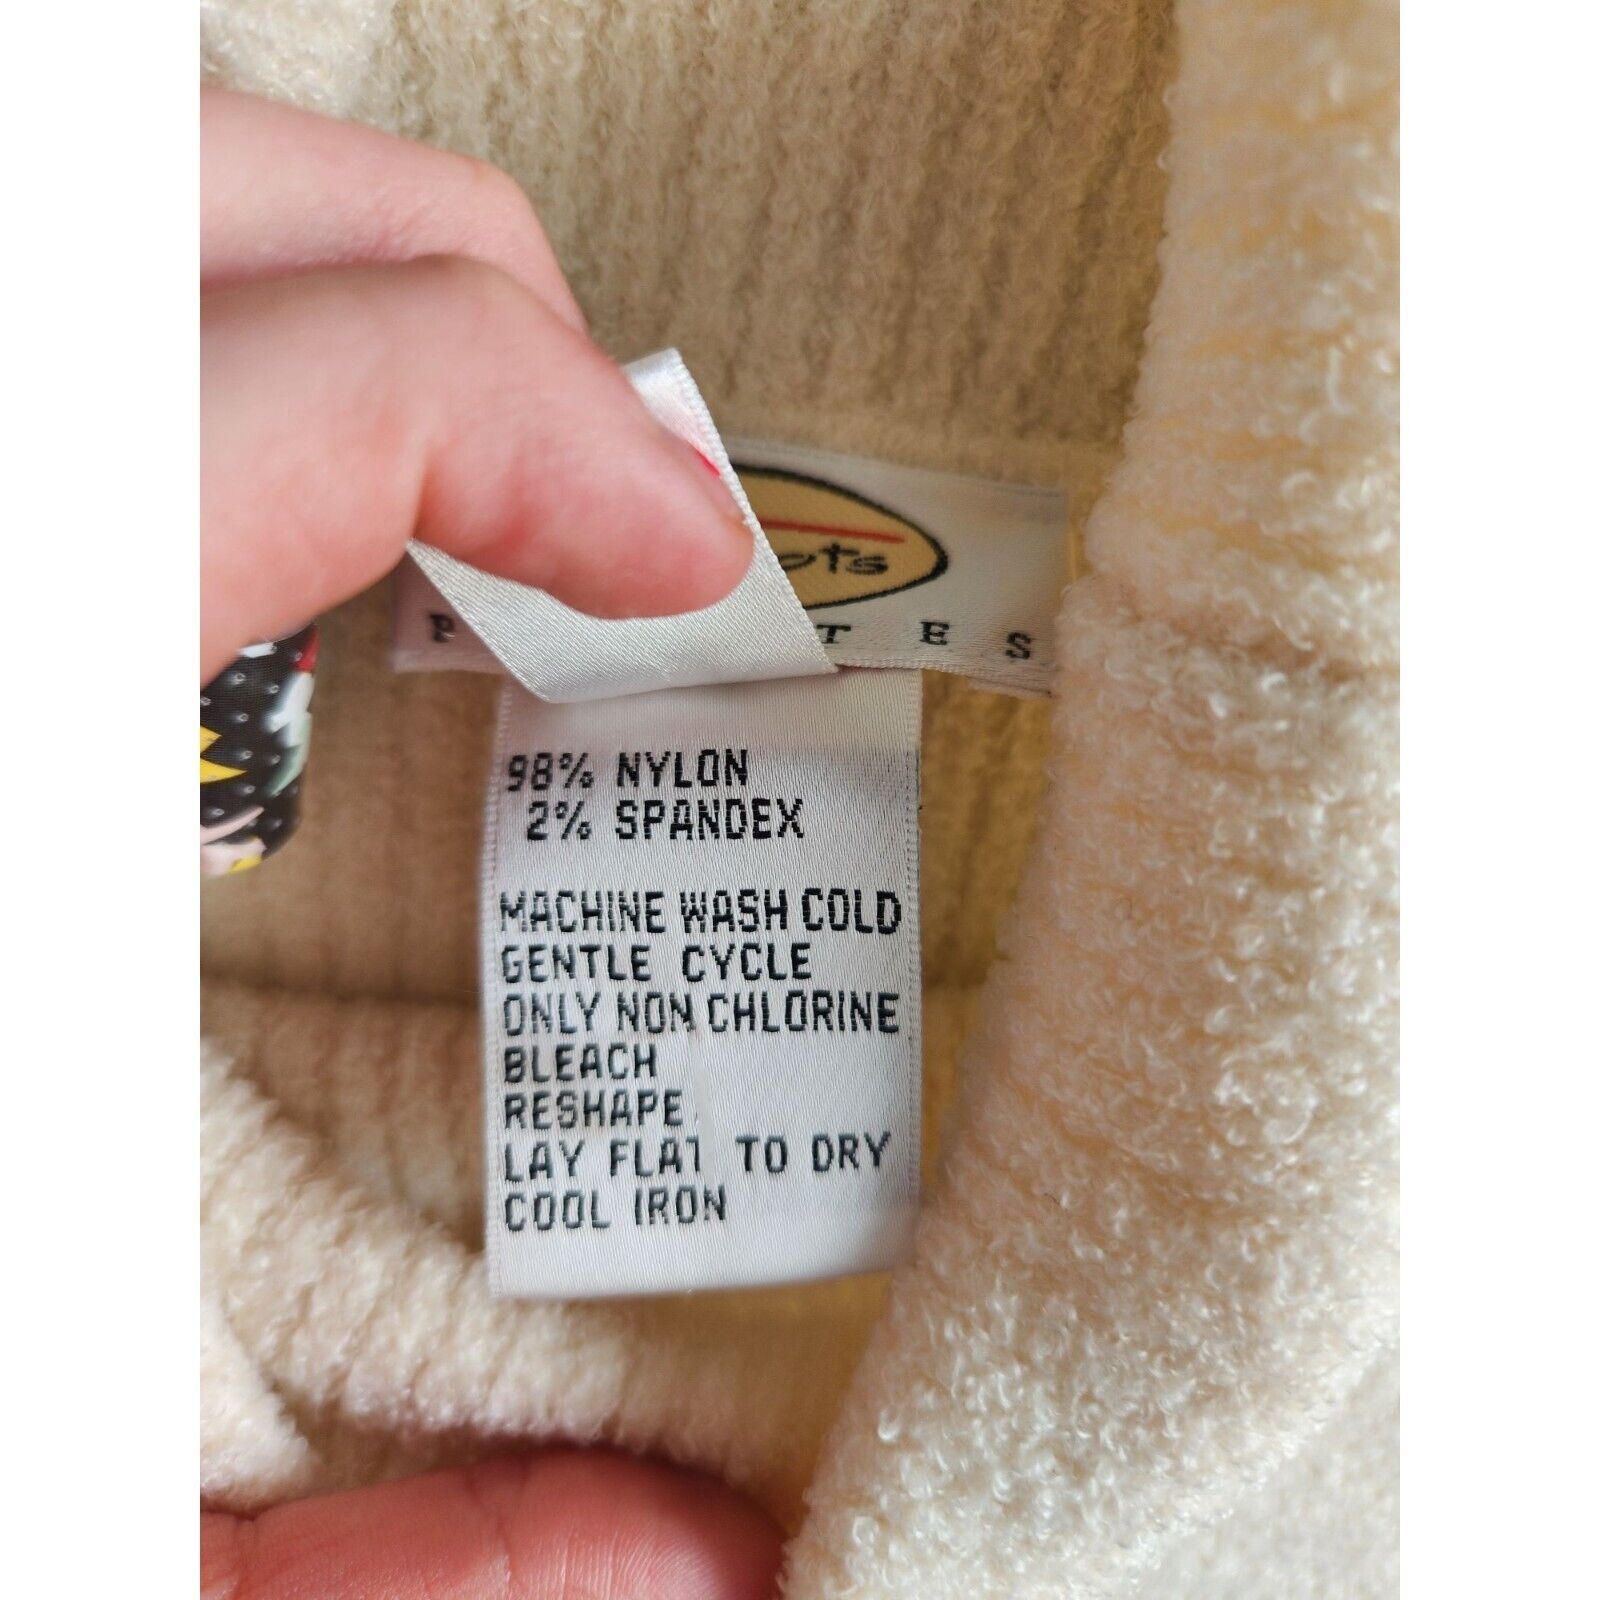 98% NYLON
2% SPANDEX
MACHINE WASH COLD
GENTLE CYCLE
ONLY NON CHLORINE
BLEACH
RESHAPE
LAY FLAT TO DRY
COOL IRON